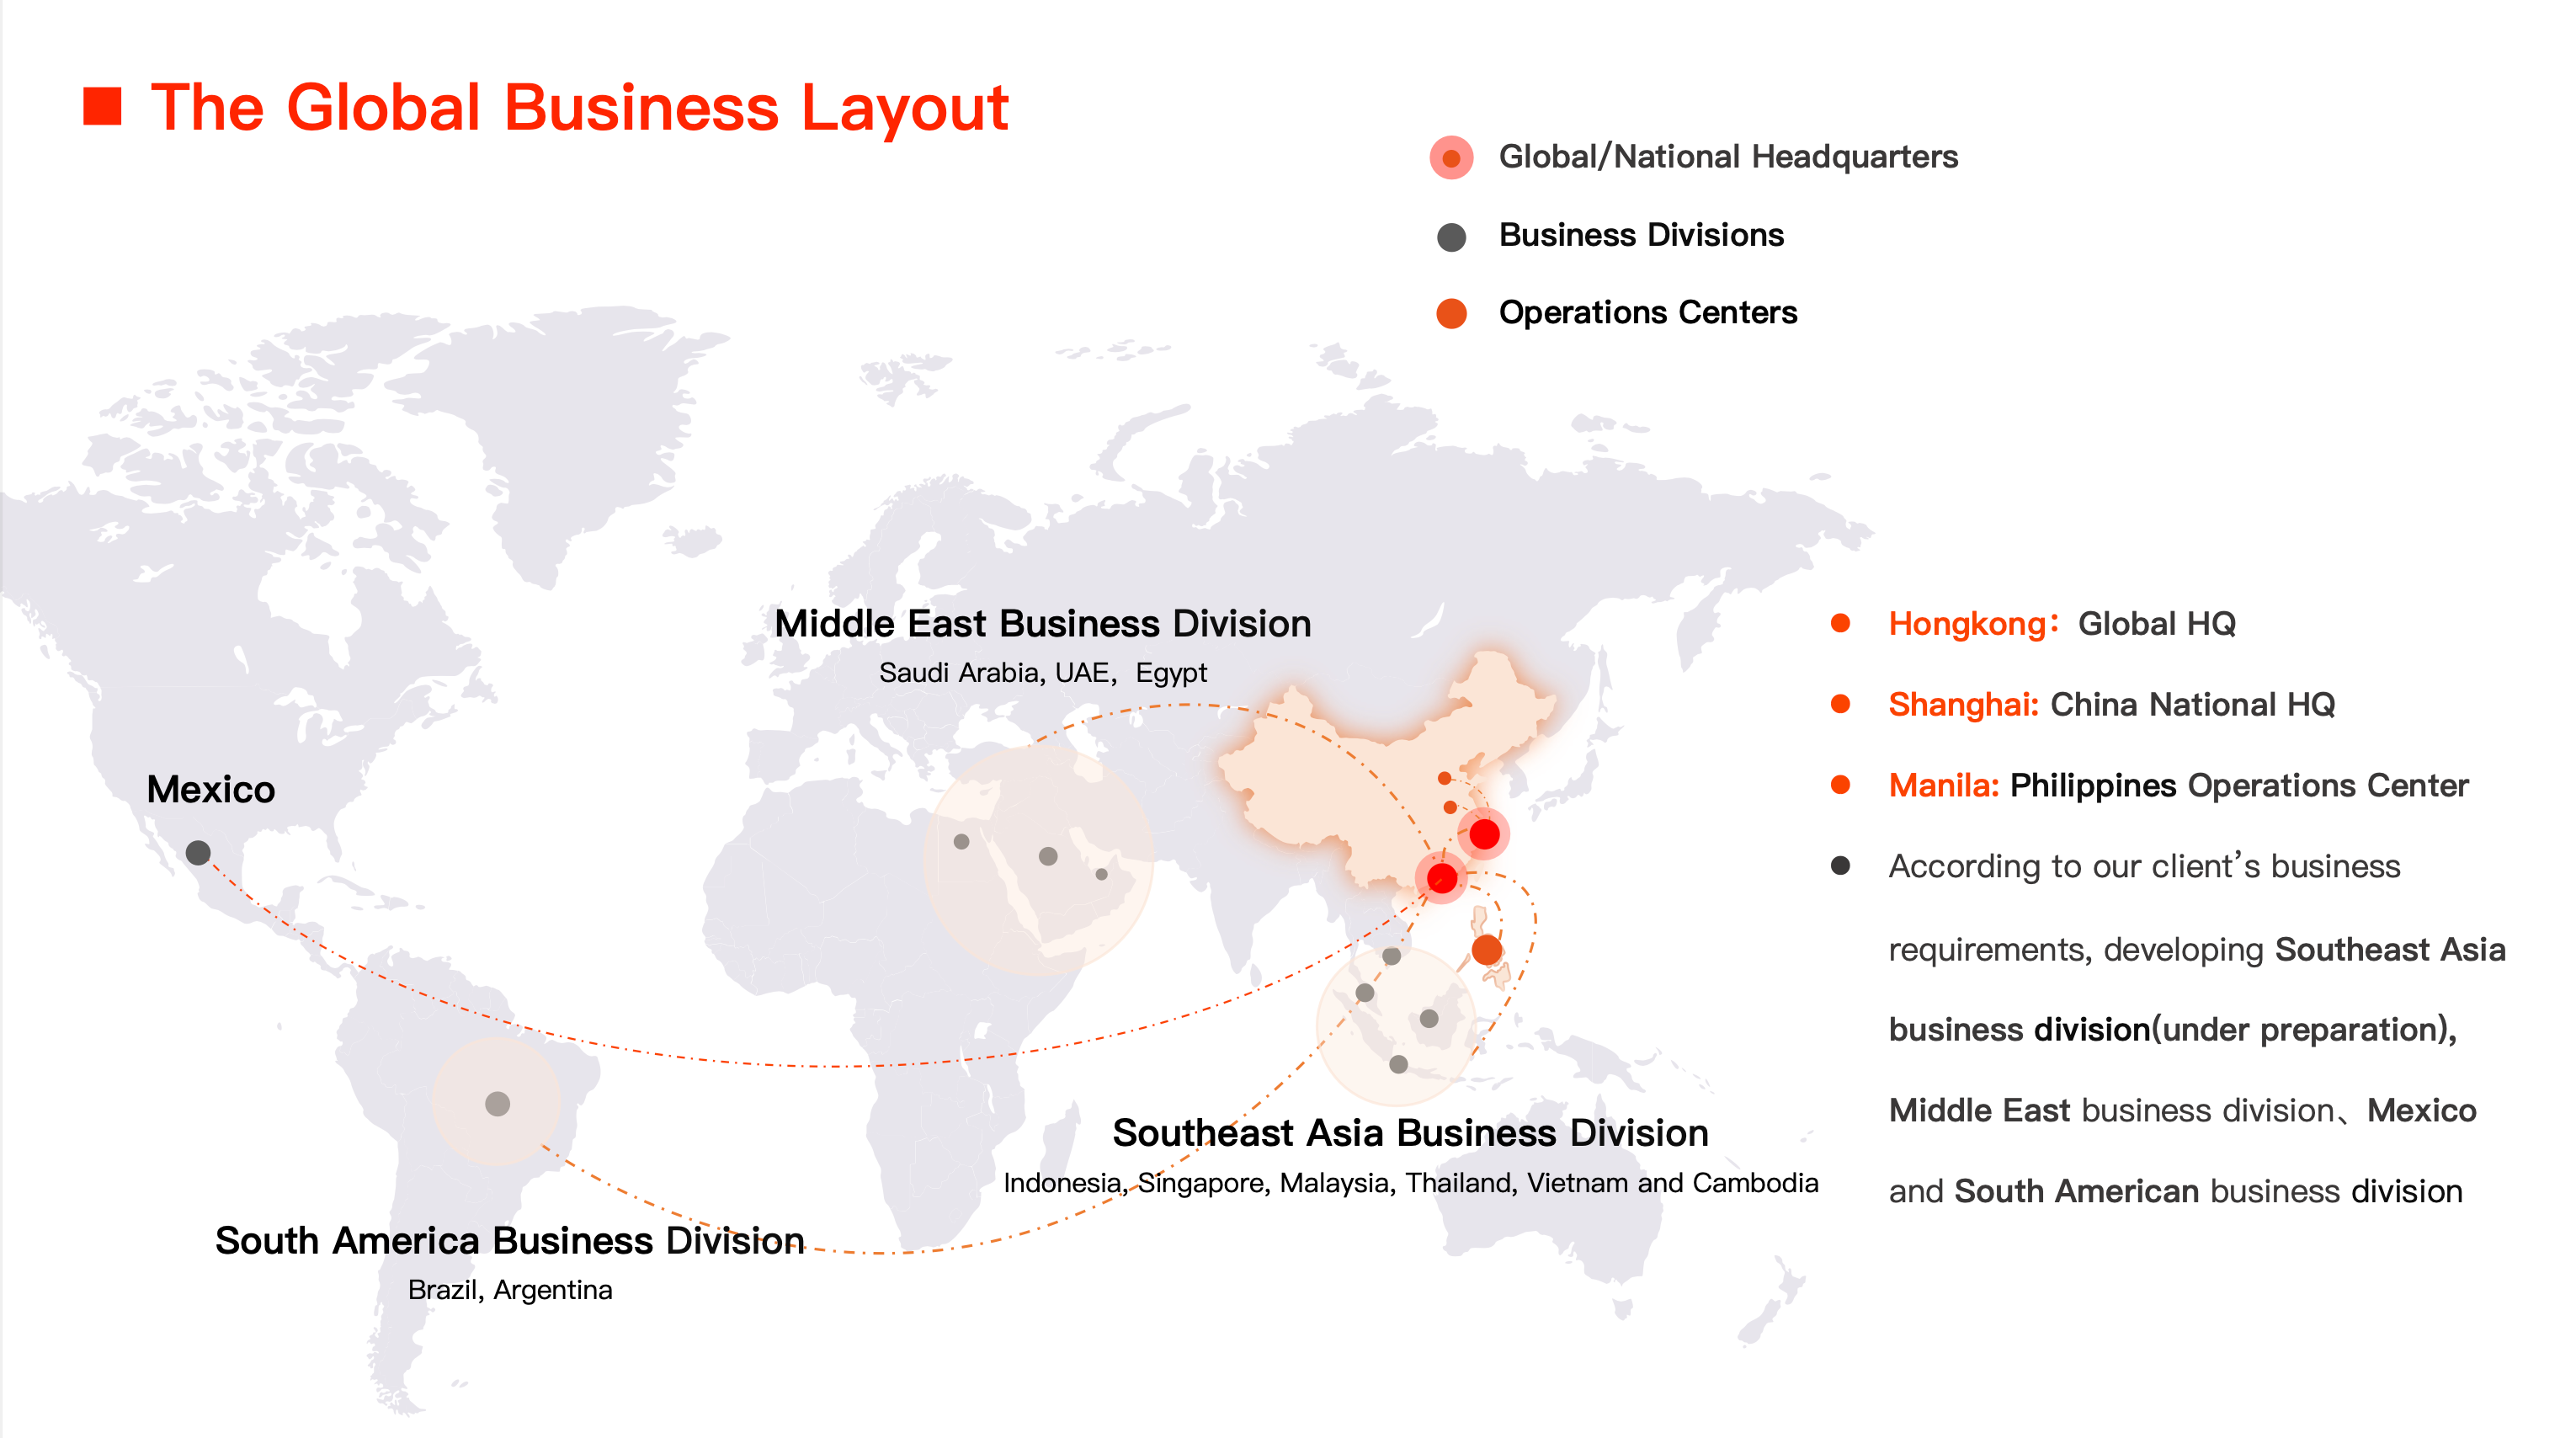 The Global Business Layout
Global/National Headquarters
Business Divisions
Operations Centers
Middle East Business Division
Saudi Arabia, UAE,  Egypt
Mexico
Southeast Asia Business Division
Indonesia, Singapore, Malaysia, Thailand, Vietnam and Cambodia
South America Business Division
Brazil, Argentina
Hongkong：Global HQ
Shanghai: China National HQ
Manila: Philippines Operations Center
According to our client’s business
requirements, developing Southeast Asia
business division(under preparation),
Middle East business division、Mexico
and South American business division